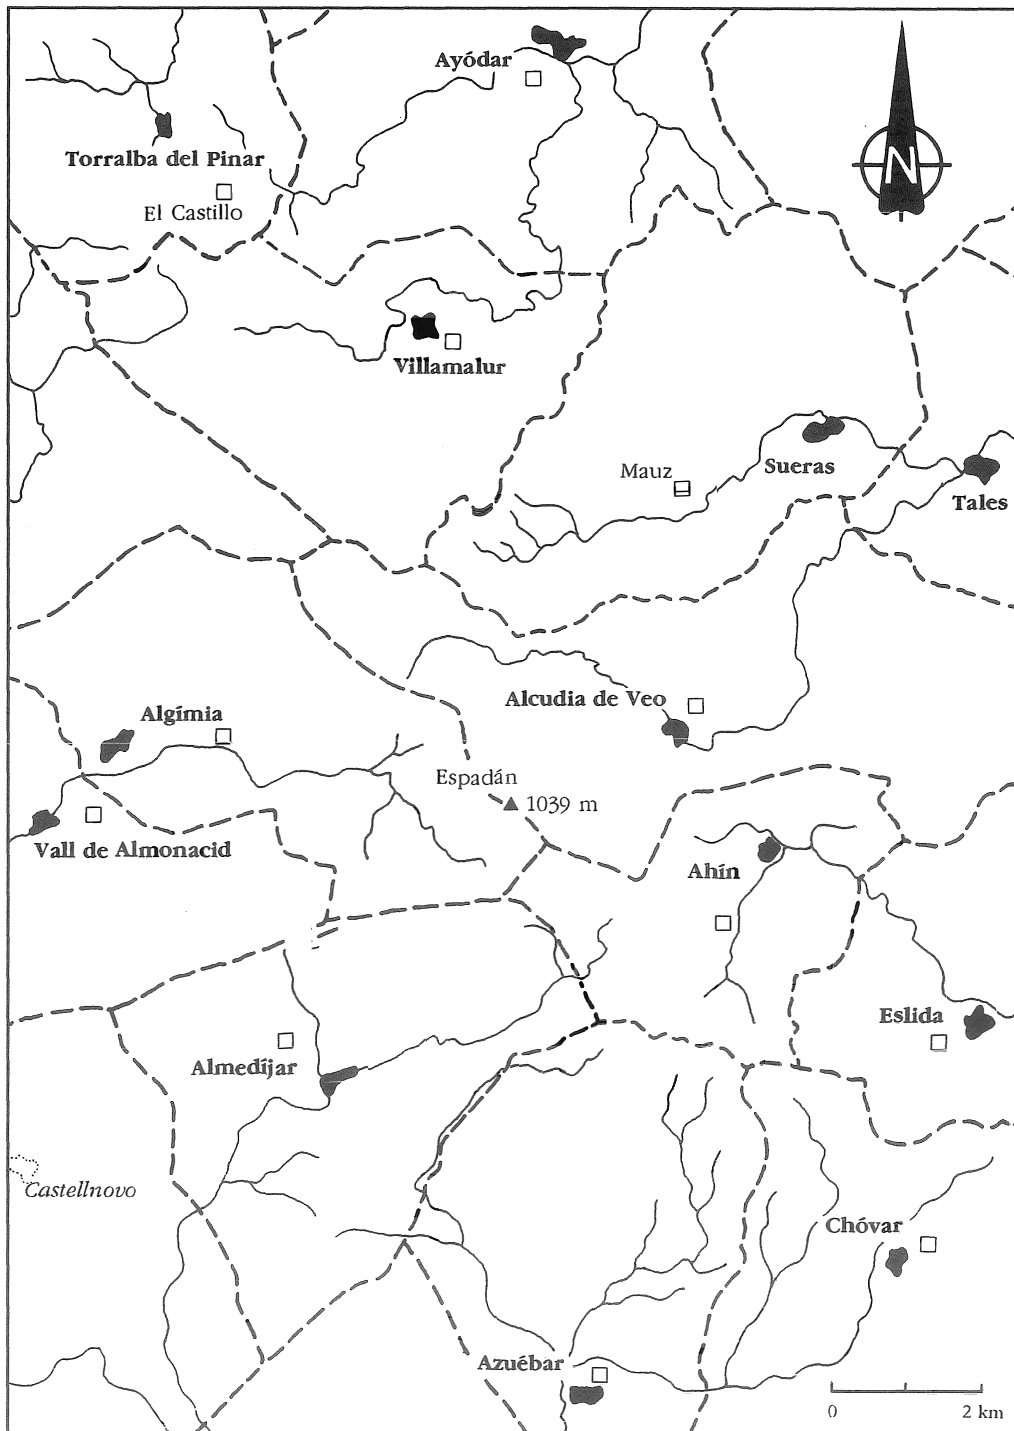 Ayódar
N
Torralba del Pinar
El Castillo
Villamalur
Mauz
Sueras
Tales
Alcudia de Veo
Algímia
Espadán
1039 m
Vall de Almonacid
Ahín
Eslida
Almedíjar
Castellnovo
Chóvar
Azuébar
0 2 km